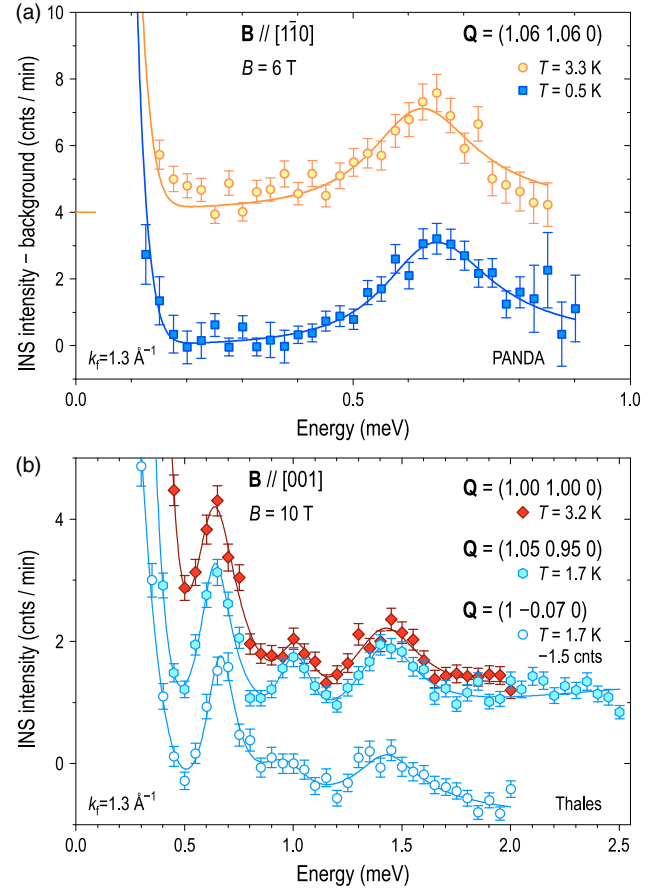 (a)
10
8
6
4
2
0
INS intensity – background (cnts / min)
B // [11̄0]
B = 6 T
Q = (1.06 1.06 0)
T = 3.3 K
T = 0.5 K
kf=1.3 Å⁻¹
PANDA
0.0
0.5
1.0
Energy (meV)
(b)
4
2
0
INS intensity (cnts / min)
B // [001]
B = 10 T
Q = (1.00 1.00 0)
T = 3.2 K
Q = (1.05 0.95 0)
T = 1.7 K
Q = (1 –0.07 0)
T = 1.7 K
–1.5 cnts
kf=1.3 Å⁻¹
Thales
0.0
0.5
1.0
1.5
2.0
2.5
Energy (meV)